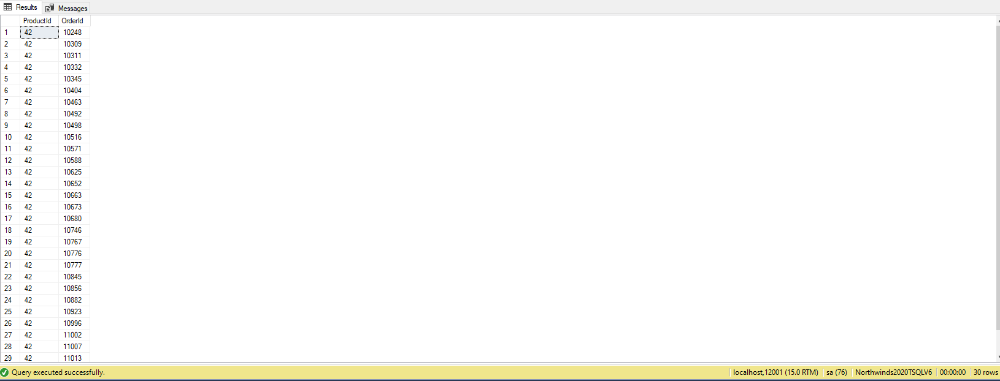 Results Messages
ProductId OrderId
1 42 10248
2 42 10309
3 42 10311
4 42 10332
5 42 10345
6 42 10404
7 42 10463
8 42 10492
9 42 10498
10 42 10516
11 42 10571
12 42 10588
13 42 10625
14 42 10652
15 42 10663
16 42 10673
17 42 10680
18 42 10746
19 42 10767
20 42 10776
21 42 10777
22 42 10845
23 42 10856
24 42 10882
25 42 10923
26 42 10996
27 42 11002
28 42 11007
29 42 11013
Query executed successfully. localhost,12001 (15.0 RTM) sa (76) Northwinds2020TSQLV6 00:00:00 30 rows